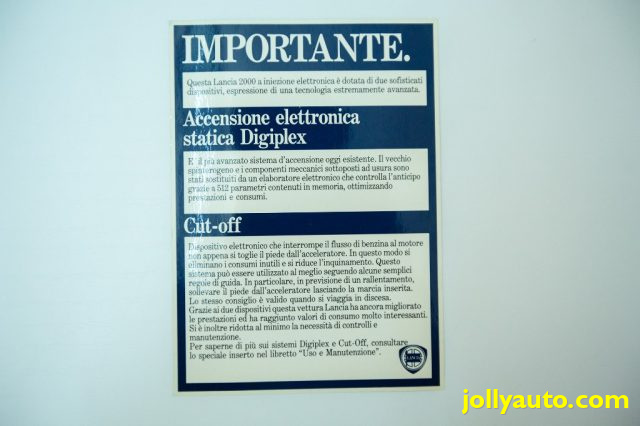 IMPORTANTE.
Questa Lancia 2000 a iniezione elettronica è dotata di due sofisticati
dispositivi, espressione di una tecnologia estremamente avanzata.
Accensione elettronica
statica Digiplex
E' il più avanzato sistema d'accensione oggi esistente. Il vecchio
spinterogeno e i componenti meccanici sottoposti ad usura sono
stati sostituiti da un elaboratore elettronico che controlla l'anticipo
grazie a 512 parametri contenuti in memoria, ottimizzando
prestazioni e consumi.
Cut-off
Dispositivo elettronico che interrompe il flusso di benzina al motore
non appena si toglie il piede dall'acceleratore. In questo modo si
eliminano i consumi inutili e si riduce l'inquinamento. Questo
sistema può essere utilizzato al meglio seguendo alcune semplici
regole di guida. In particolare, in previsione di un rallentamento,
sollevare il piede dall'acceleratore lasciando la marcia inserita.
Lo stesso consiglio è valido quando si viaggia in discesa.
Grazie ai due dispositivi questa vettura Lancia ha ancora migliorato
le prestazioni ed ha raggiunto valori di consumo molto interessanti.
Si è inoltre ridotta al minimo la necessità di controlli e
manutenzione.
Per saperne di più sui sistemi Digiplex e Cut-Off, consultare
lo speciale inserto nel libretto "Uso e Manutenzione".
LANCIA
jollyauto.com